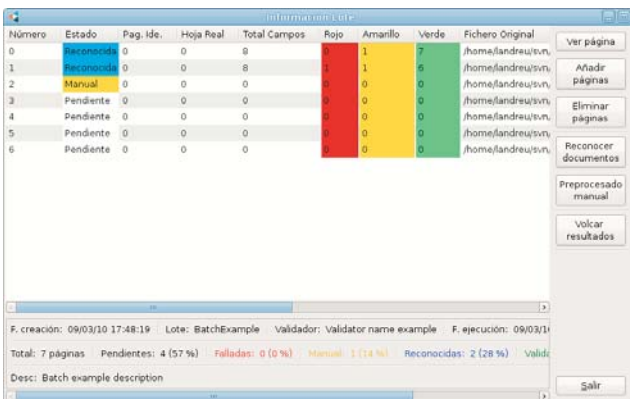 Información Lote
Número Estado Pag. Ide. Hoja Real Total Campos Rojo Amarillo Verde Fichero Original
0 Reconocida 0 0 8 0 1 7 /home/landreu/svn,
1 Reconocida 0 0 8 1 1 6 /home/landreu/svn,
2 Manual 0 0 0 0 0 0 /home/landreu/svn,
3 Pendiente 0 0 0 0 0 0 /home/landreu/svn,
4 Pendiente 0 0 0 0 0 0 /home/landreu/svn,
5 Pendiente 0 0 0 0 0 0 /home/landreu/svn,
6 Pendiente 0 0 0 0 0 0 /home/landreu/svn,
Ver página
Añadir
páginas
Eliminar
páginas
Reconocer
documentos
Preprocesado
manual
Volcar
resultados
F. creación: 09/03/10 17:48:19 Lote: BatchExample Validador: Validator name example F. ejecución: 09/03/1
Total: 7 páginas Pendientes: 4 (57 %) Falladas: 0 (0 %) Manual: 1 (14 %) Reconocidas: 2 (28 %) Valida
Desc: Batch example description
Salir